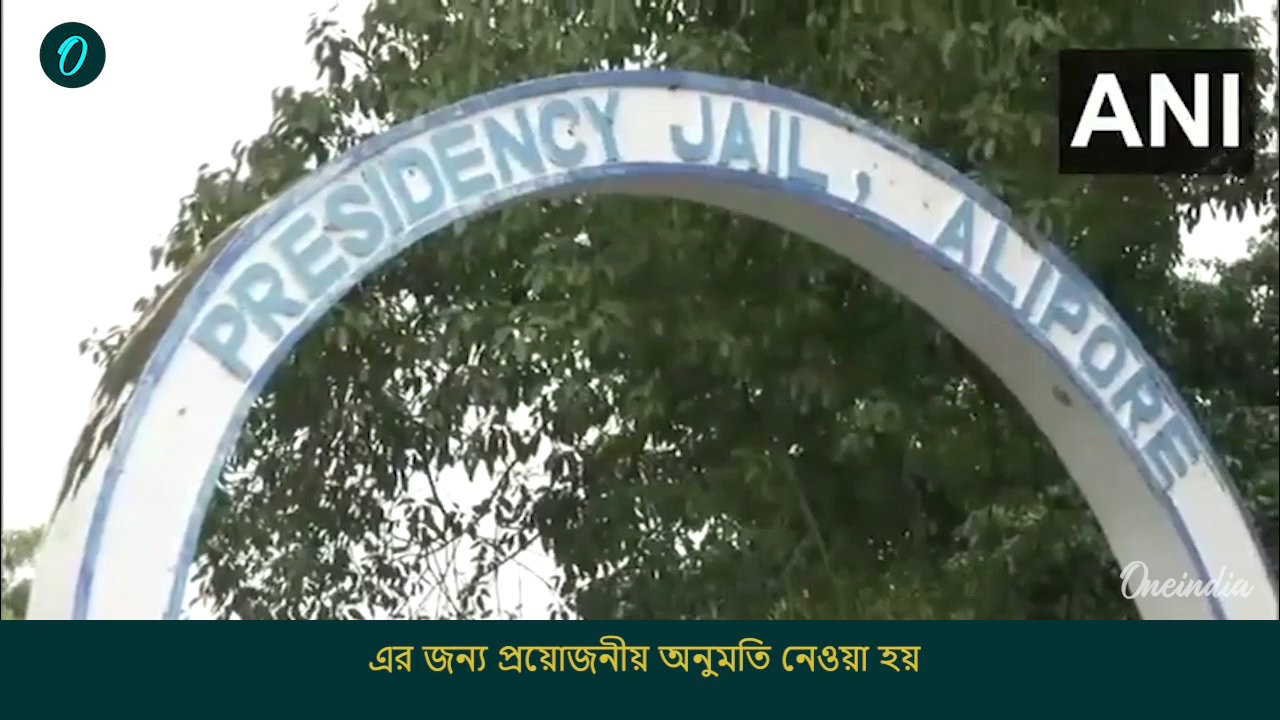 O
ANI
PRESIDENCY JAIL, ALIPORE
Oneindia
এর জন্য প্রয়োজনীয় অনুমতি নেওয়া হয়